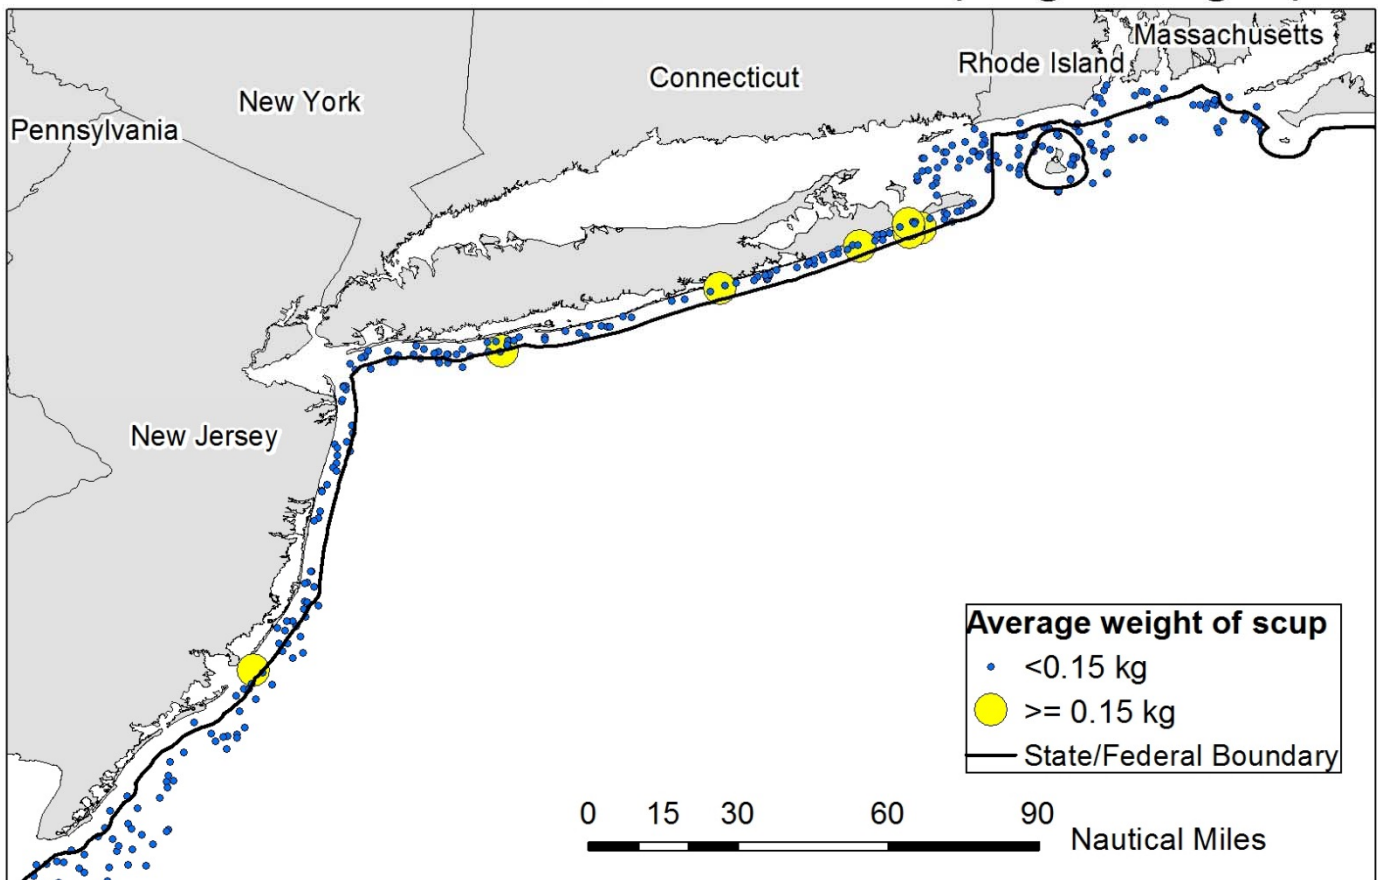 Massachusetts
Rhode Island
Connecticut
New York
Pennsylvania
New Jersey
Average weight of scup
<0.15 kg
>= 0.15 kg
State/Federal Boundary
0 15 30 60 90
Nautical Miles